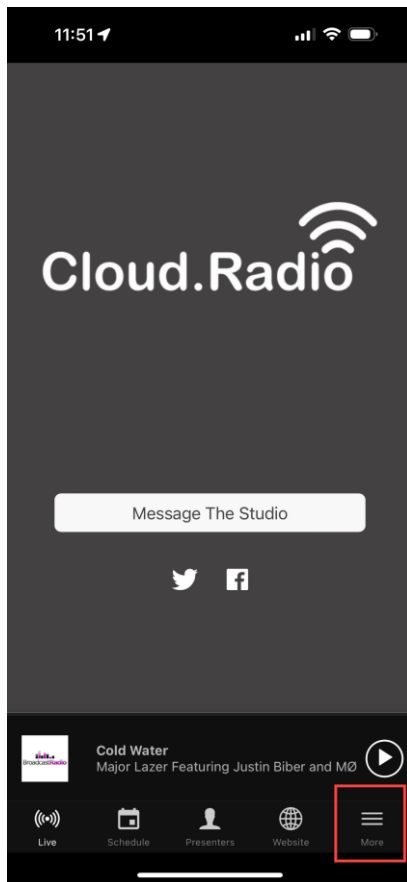 11:51
Cloud.Radio
Message The Studio
BroadcastRadio
Cold Water
Major Lazer Featuring Justin Biber and MØ
Live Schedule Presenters Website More